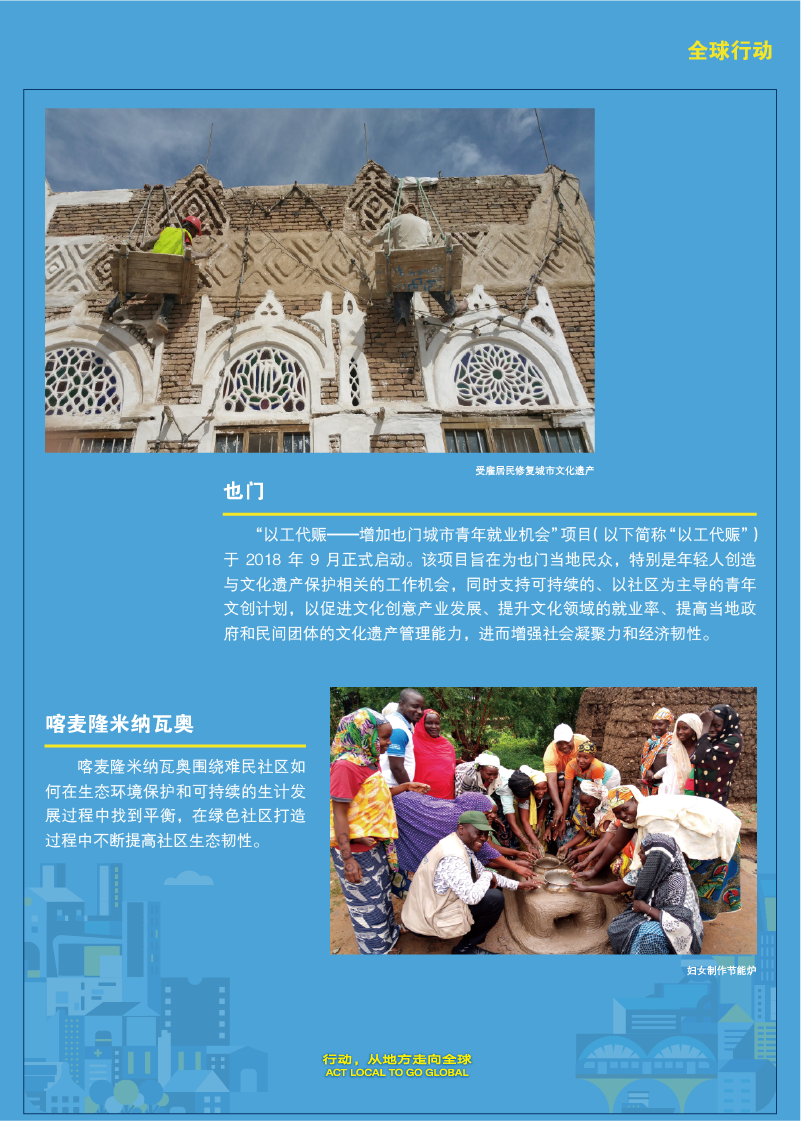 全球行动
受雇居民修复城市文化遗产
也门
“以工代赈——增加也门城市青年就业机会”项目（以下简称“以工代赈”）
于 2018 年 9 月正式启动。该项目旨在为也门当地民众，特别是年轻人创造
与文化遗产保护相关的工作机会，同时支持可持续的、以社区为主导的青年
文创计划，以促进文化创意产业发展、提升文化领域的就业率、提高当地政
府和民间团体的文化遗产管理能力，进而增强社会凝聚力和经济韧性。
喀麦隆米纳瓦奥
喀麦隆米纳瓦奥围绕难民社区如
何在生态环境保护和可持续的生计发
展过程中找到平衡，在绿色社区打造
过程中不断提高社区生态韧性。
妇女制作节能炉
行动，从地方走向全球
ACT LOCAL TO GO GLOBAL